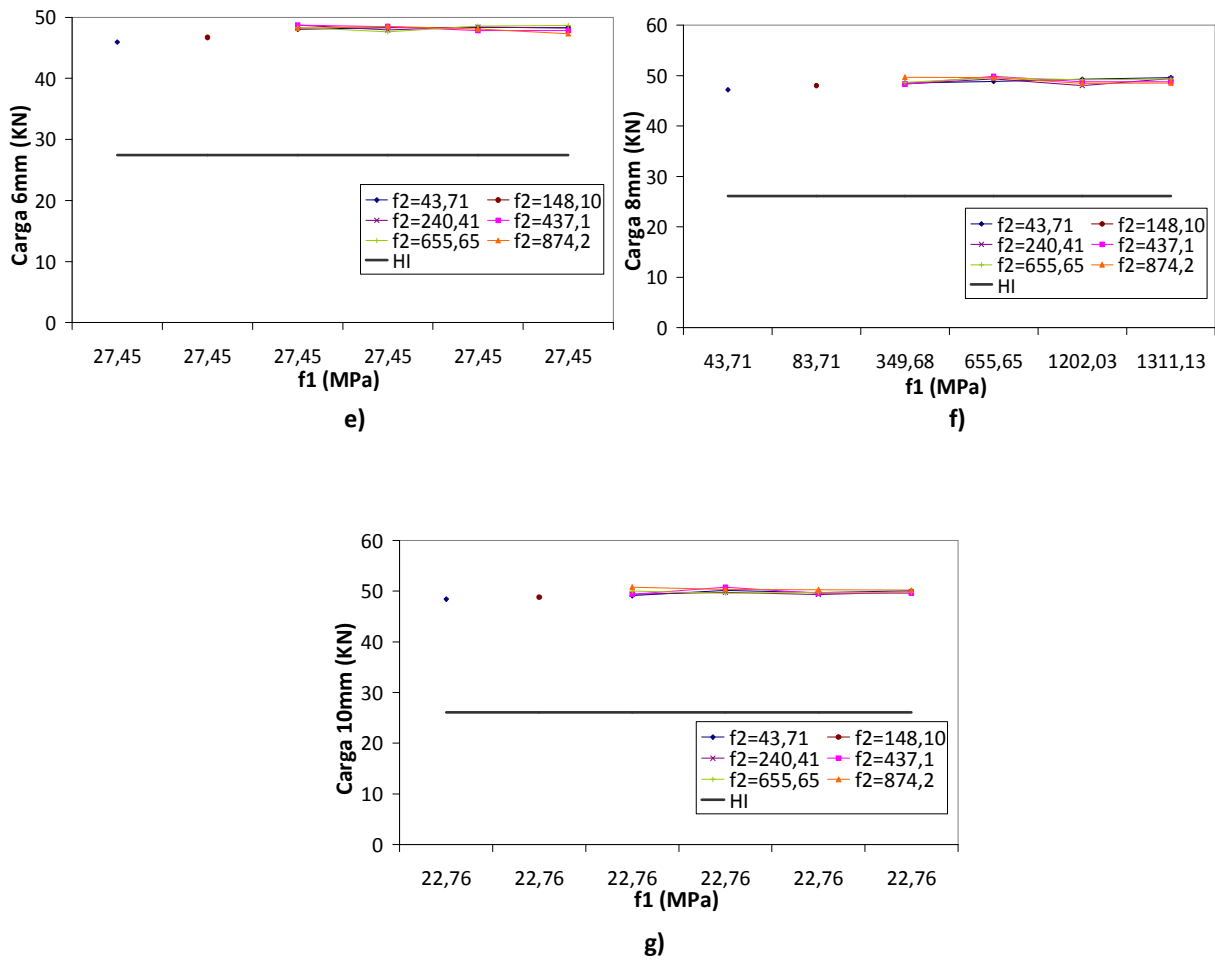 Carga 6mm (KN)
50
40
30
20
10
0
f2=43,71 f2=148,10
f2=240,41 f2=437,1
f2=655,65 f2=874,2
HI
27,45 27,45 27,45 27,45 27,45 27,45
f1 (MPa)
e)
Carga 8mm (KN)
60
50
40
30
20
10
0
f2=43,71 f2=148,10
f2=240,41 f2=437,1
f2=655,65 f2=874,2
HI
43,71 83,71 349,68 655,65 1202,03 1311,13
f1 (MPa)
f)
Carga 10mm (KN)
60
50
40
30
20
10
0
f2=43,71 f2=148,10
f2=240,41 f2=437,1
f2=655,65 f2=874,2
HI
22,76 22,76 22,76 22,76 22,76 22,76
f1 (MPa)
g)